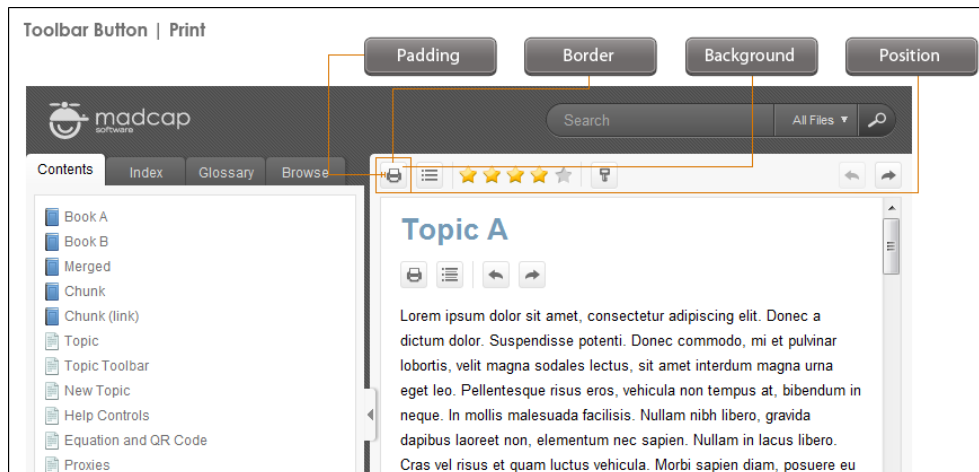 Toolbar Button | Print
Padding
Border
Background
Position
madcap
software
Search
All Files
Contents
Index
Glossary
Browse
Book A
Book B
Merged
Chunk
Chunk (link)
Topic
Topic Toolbar
New Topic
Help Controls
Equation and QR Code
Proxies
Topic A
Lorem ipsum dolor sit amet, consectetur adipiscing elit. Donec a
dictum dolor. Suspendisse potenti. Donec commodo, mi et pulvinar
lobortis, velit magna sodales lectus, sit amet interdum magna urna
eget leo. Pellentesque risus eros, vehicula non tempus at, bibendum in
neque. In mollis malesuada facilisis. Nullam nibh libero, gravida
dapibus laoreet non, elementum nec sapien. Nullam in lacus libero.
Cras vel risus et quam luctus vehicula. Morbi sapien diam, posuere eu